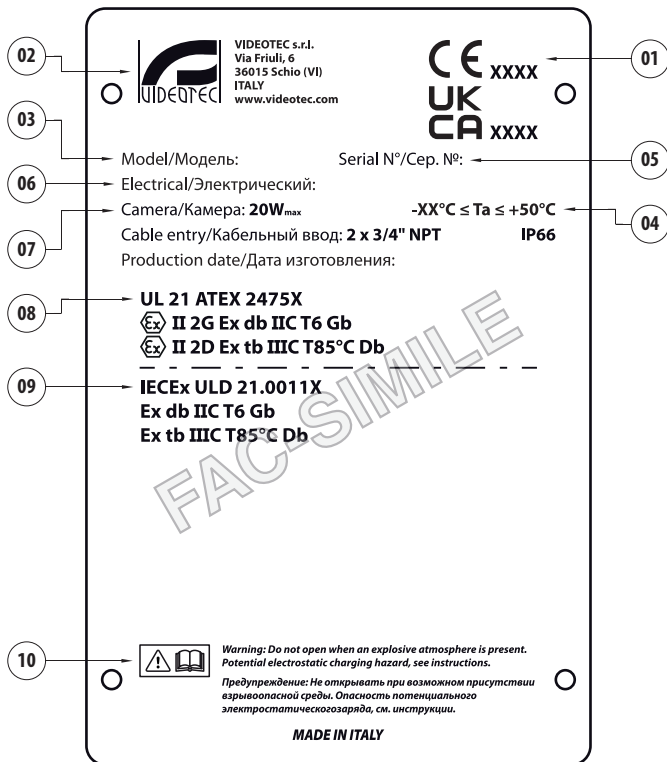 02
VIDEOTEC
VIDEOTEC s.r.l.
Via Friuli, 6
36015 Schio (VI)
ITALY
www.videotec.com
CE XXXX
01
UK
CA XXXX
03
Model/Модель:
Serial N°/Сер. №:
05
06
Electrical/Электрический:
07
Camera/Камера: 20Wmax
-XX°C ≤ Ta ≤ +50°C
04
Cable entry/Кабельный ввод: 2 x 3/4" NPT
IP66
Production date/Дата изготовления:
08
UL 21 ATEX 2475X
Ex II 2G Ex db IIC T6 Gb
Ex II 2D Ex tb IIIC T85°C Db
09
IECEx ULD 21.0011X
Ex db IIC T6 Gb
Ex tb IIIC T85°C Db
FAC-SIMILE
10
Warning: Do not open when an explosive atmosphere is present.
Potential electrostatic charging hazard, see instructions.
Предупреждение: Не открывать при возможном присутствии
взрывоопасной среды. Опасность потенциального
электростатическогозаряда, см. инструкции.
MADE IN ITALY